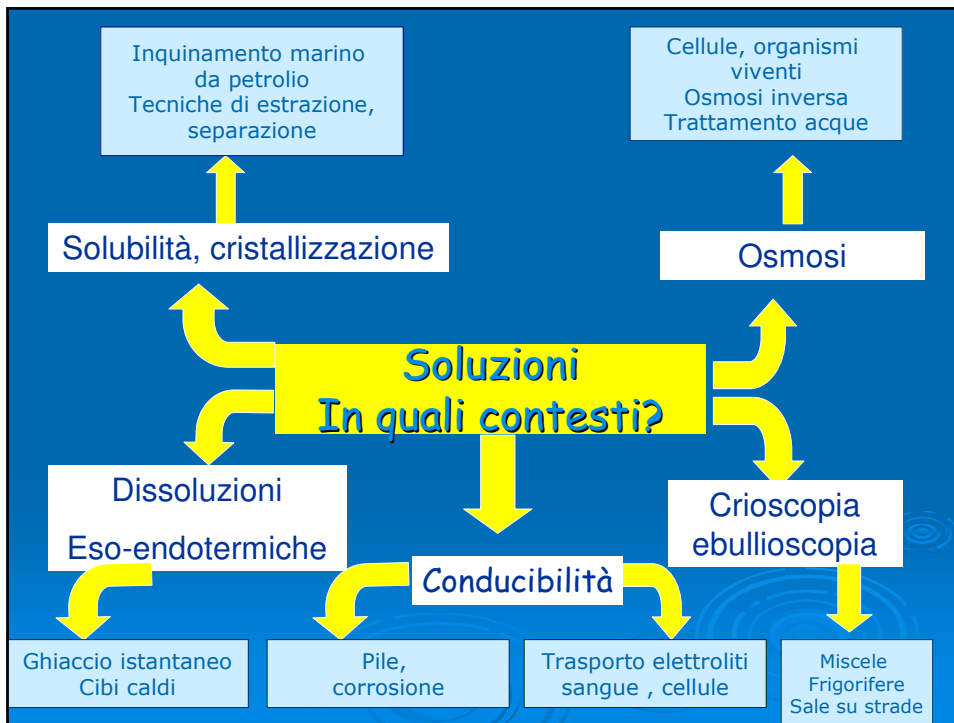 Inquinamento marino
da petrolio
Tecniche di estrazione,
separazione
Cellule, organismi
viventi
Osmosi inversa
Trattamento acque
Solubilità, cristallizzazione
Osmosi
Soluzioni
In quali contesti?
Dissoluzioni
Eso-endotermiche
Crioscopia
ebullioscopia
Conducibilità
Ghiaccio istantaneo
Cibi caldi
Pile,
corrosione
Trasporto elettroliti
sangue , cellule
Miscele
Frigorifere
Sale su strade